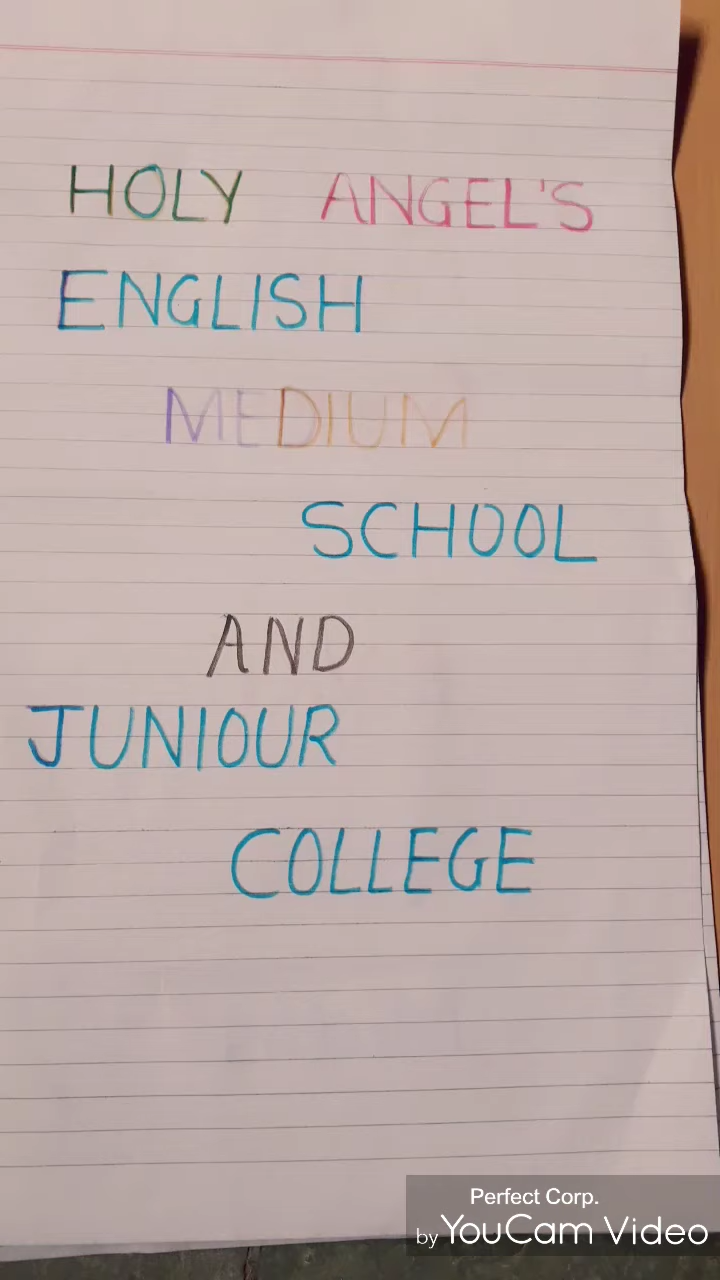 HOLY ANGEL'S
ENGLISH
MEDIUM
SCHOOL
AND
JUNIOUR
COLLEGE
Perfect Corp.
by YouCam Video